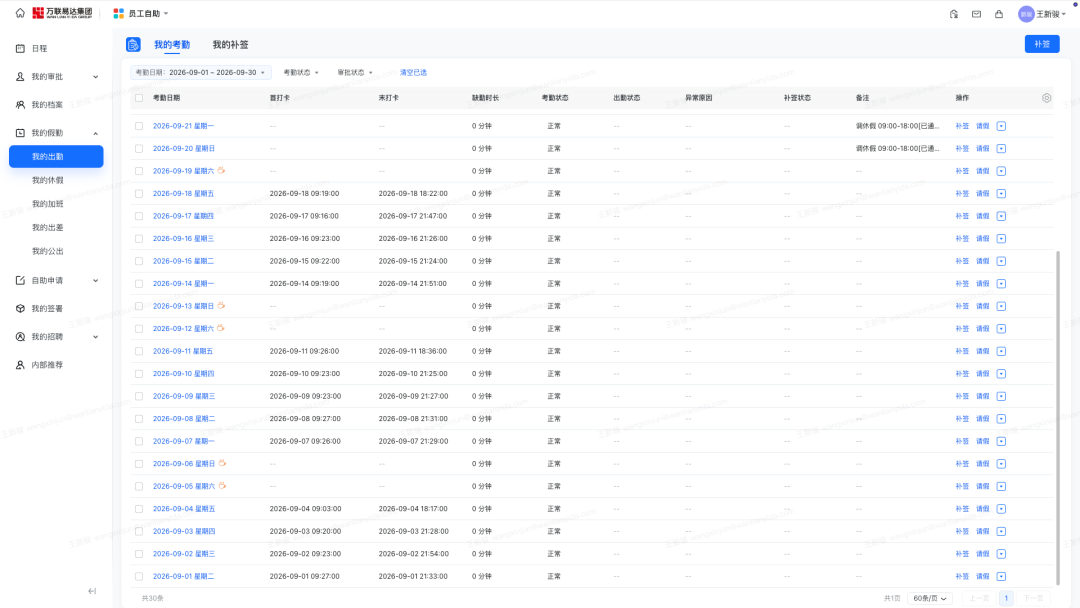 万联易达集团
WAN LIAN YI DA GROUP
员工自助
王新骏
日程
我的审批
我的档案
我的假勤
我的出勤
我的休假
我的加班
我的出差
我的公出
自助申请
我的签署
我的招聘
内部推荐
我的考勤 我的补签 补签
考勤日期: 2026-09-01 ~ 2026-09-30 考勤状态 审批状态 清空已选
考勤日期 首打卡 末打卡 缺勤时长 考勤状态 出勤状态 异常原因 补签状态 备注 操作
2026-09-21 星期一 -- -- 0 分钟 正常 -- -- -- 调休假 09:00-18:00[已通... 补签 请假
2026-09-20 星期日 -- -- 0 分钟 正常 -- -- -- 调休假 09:00-18:00[已通... 补签 请假
2026-09-19 星期六 -- -- 0 分钟 正常 -- -- -- -- 补签 请假
2026-09-18 星期五 2026-09-18 09:19:00 2026-09-18 18:22:00 0 分钟 正常 -- -- -- -- 补签 请假
2026-09-17 星期四 2026-09-17 09:16:00 2026-09-17 21:47:00 0 分钟 正常 -- -- -- -- 补签 请假
2026-09-16 星期三 2026-09-16 09:23:00 2026-09-16 21:26:00 0 分钟 正常 -- -- -- -- 补签 请假
2026-09-15 星期二 2026-09-15 09:22:00 2026-09-15 21:24:00 0 分钟 正常 -- -- -- -- 补签 请假
2026-09-14 星期一 2026-09-14 09:19:00 2026-09-14 21:51:00 0 分钟 正常 -- -- -- -- 补签 请假
2026-09-13 星期日 -- -- 0 分钟 正常 -- -- -- -- 补签 请假
2026-09-12 星期六 -- -- 0 分钟 正常 -- -- -- -- 补签 请假
2026-09-11 星期五 2026-09-11 09:26:00 2026-09-11 18:36:00 0 分钟 正常 -- -- -- -- 补签 请假
2026-09-10 星期四 2026-09-10 09:23:00 2026-09-10 21:25:00 0 分钟 正常 -- -- -- -- 补签 请假
2026-09-09 星期三 2026-09-09 09:23:00 2026-09-09 21:27:00 0 分钟 正常 -- -- -- -- 补签 请假
2026-09-08 星期二 2026-09-08 09:27:00 2026-09-08 21:31:00 0 分钟 正常 -- -- -- -- 补签 请假
2026-09-07 星期一 2026-09-07 09:26:00 2026-09-07 21:29:00 0 分钟 正常 -- -- -- -- 补签 请假
2026-09-06 星期日 -- -- 0 分钟 正常 -- -- -- -- 补签 请假
2026-09-05 星期六 -- -- 0 分钟 正常 -- -- -- -- 补签 请假
2026-09-04 星期五 2026-09-04 09:03:00 2026-09-04 18:17:00 0 分钟 正常 -- -- -- -- 补签 请假
2026-09-03 星期四 2026-09-03 09:20:00 2026-09-03 21:28:00 0 分钟 正常 -- -- -- -- 补签 请假
2026-09-02 星期三 2026-09-02 09:23:00 2026-09-02 21:54:00 0 分钟 正常 -- -- -- -- 补签 请假
2026-09-01 星期二 2026-09-01 09:27:00 2026-09-01 21:33:00 0 分钟 正常 -- -- -- -- 补签 请假
共30条 共1页 60条/页 上一页 1 下一页